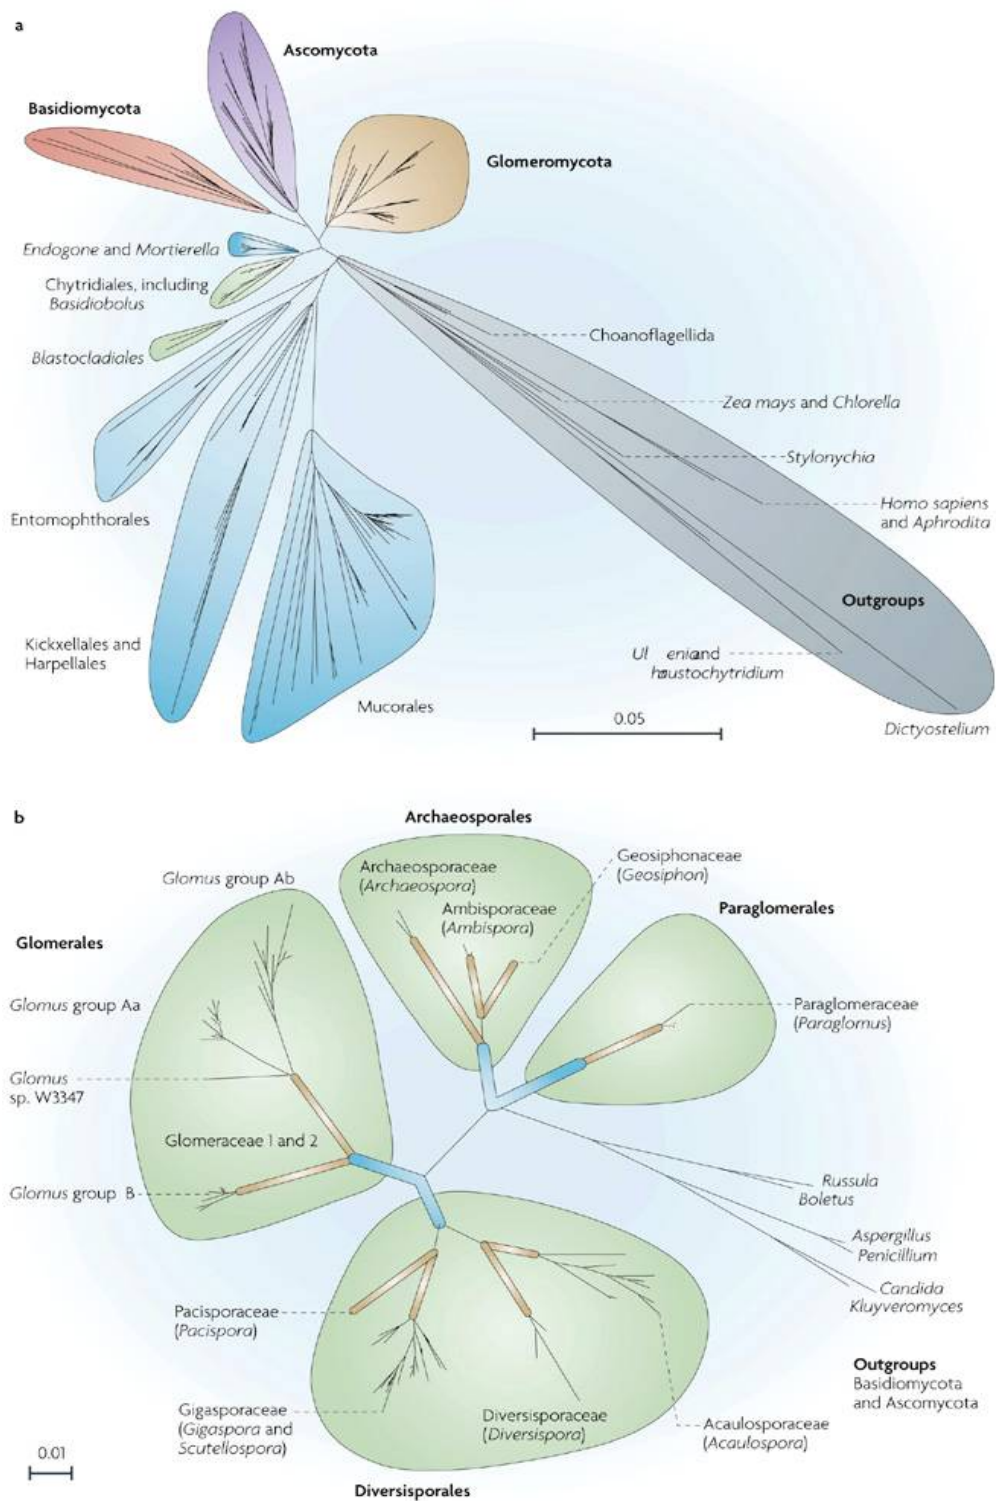 a
Ascomycota
Basidiomycota
Glomeromycota
Endogone and Mortierella
Chytridiales, including
Basidiobolus
Blastocladiales
Choanoflagellida
Zea mays and Chlorella
Stylonychia
Homo sapiens
and Aphrodita
Entomophthorales
Outgroups
Kickxellales and
Harpellales
Mucorales
0.05
Dictyostelium
b
Archaesporales
Archaeosporaceae
(Archaeospora)
Geosiphonaceae
(Geosiphon)
Glomus group Ab
Ambisporaceae
(Ambispora)
Paraglomerales
Glomerales
Glomus group Aa
Paraglomeraceae
(Paraglomus)
Glomus
sp. W3347
Glomeraceae 1 and 2
Glomus group B
Russula
Boletus
Aspergillus
Penicillium
Candida
Kluyveromyces
Pacisporaceae
(Pacispora)
Outgroups
Basidiomycota
and Ascomycota
Gigasporaceae
(Gigaspora and
Scutellospora)
Diversisporaceae
(Diversispora)
Acaulosporaceae
(Acaulospora)
0.01
Diversisporales